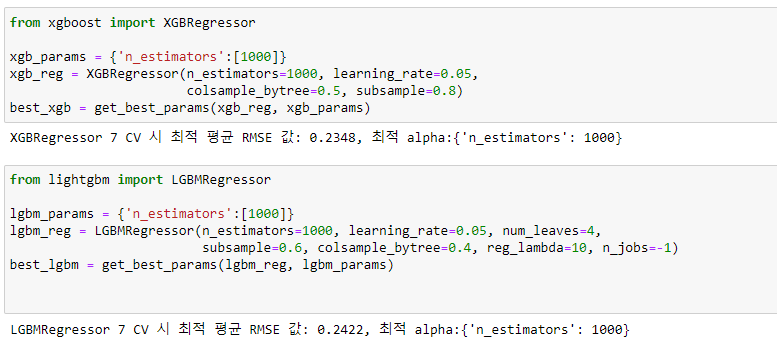 from xgboost import XGBRegressor
xgb_params = {'n_estimators':[1000]}
xgb_reg = XGBRegressor(n_estimators=1000, learning_rate=0.05,
colsample_bytree=0.5, subsample=0.8)
best_xgb = get_best_params(xgb_reg, xgb_params)
XGBRegressor 7 CV 시 최적 평균 RMSE 값: 0.2348, 최적 alpha:{'n_estimators': 1000}
from lightgbm import LGBMRegressor
lgbm_params = {'n_estimators':[1000]}
lgbm_reg = LGBMRegressor(n_estimators=1000, learning_rate=0.05, num_leaves=4,
subsample=0.6, colsample_bytree=0.4, reg_lambda=10, n_jobs=-1)
best_lgbm = get_best_params(lgbm_reg, lgbm_params)
LGBMRegressor 7 CV 시 최적 평균 RMSE 값: 0.2422, 최적 alpha:{'n_estimators': 1000}